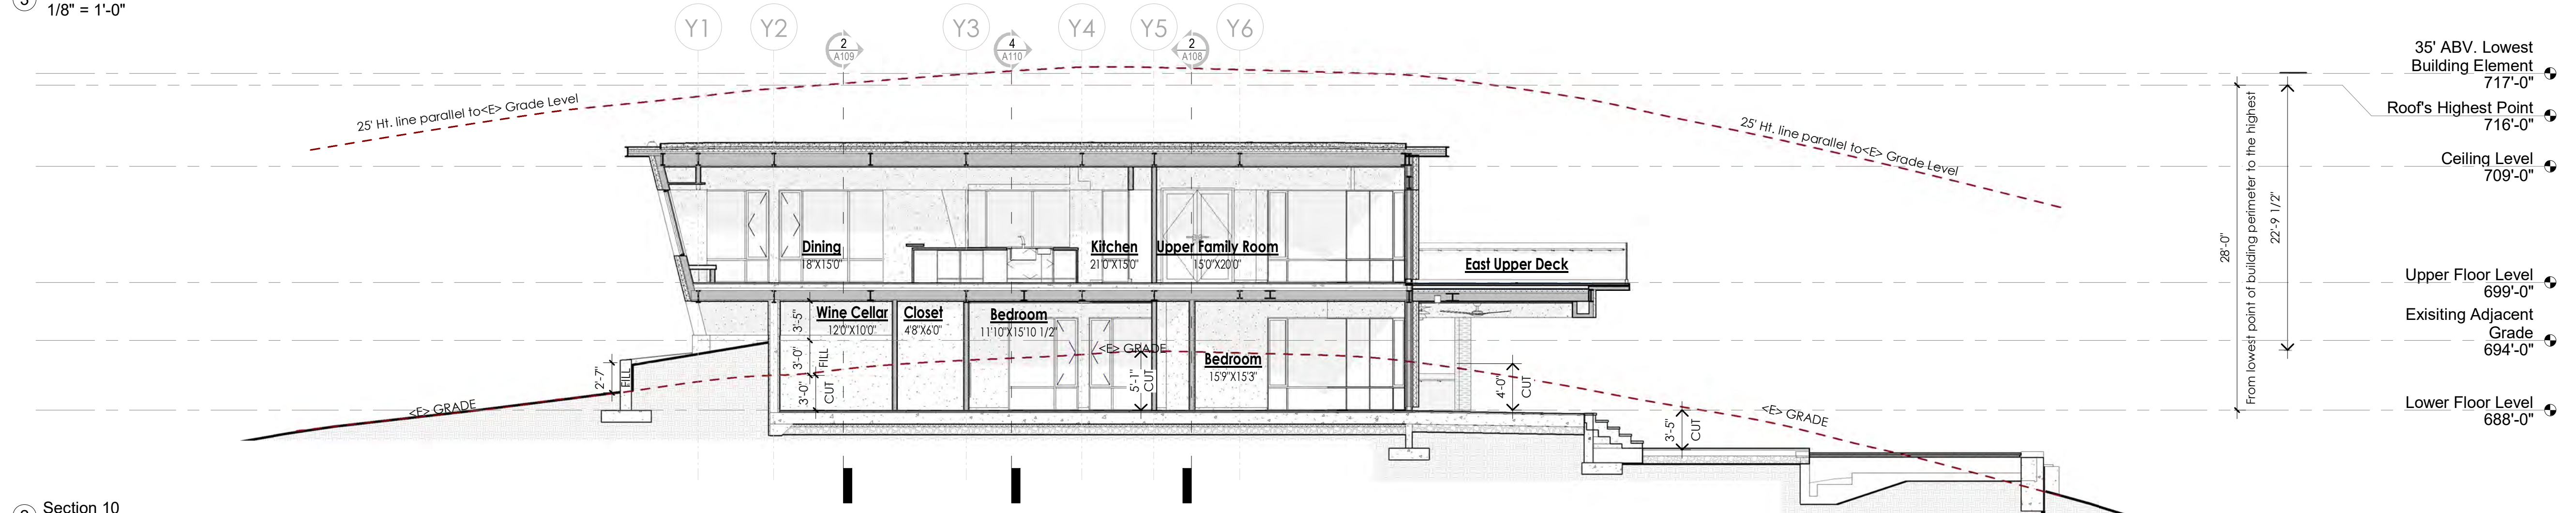 3
1/8" = 1'-0"
Y1
Y2
Y3
Y4
Y5
Y6
2
A109
4
A110
2
A108
25' Ht. line parallel to<E> Grade Level
25' Ht. line parallel to<E> Grade Level
35' ABV. Lowest
Building Element
717'-0"
Roof's Highest Point
716'-0"
Ceiling Level
709'-0"
Upper Floor Level
699'-0"
Exisiting Adjacent
Grade
694'-0"
Lower Floor Level
688'-0"
28'-0"
From lowest point of building perimeter to the highest
22'-9 1/2"
Dining
18'X15'0"
Kitchen
21'0"X15'0"
Upper Family Room
15'0"X20'0"
East Upper Deck
Wine Cellar
12'0"X10'0"
Closet
4'8"X6'0"
Bedroom
11'10"X15'10 1/2"
Bedroom
15'9"X15'3"
<E> GRADE
<E> GRADE
<E> GRADE
2'-7"
FILL
3'-5"
3'-0"
FILL
3'-0"
CUT
5'-1"
CUT
4'-0"
CUT
3'-5"
CUT
Section 10